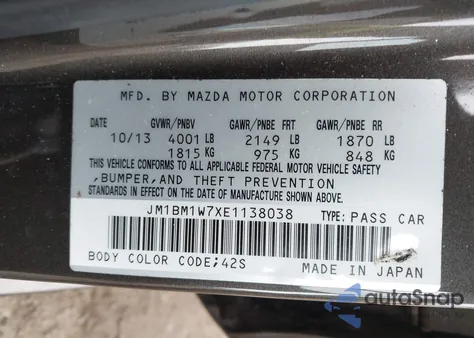 MFD. BY MAZDA MOTOR CORPORATION
DATE GVWR/PNBV GAWR/PNBE FRT GAWR/PNBE RR
10/13 4001 LB 2149 LB 1870 LB
1815 KG 975 KG 848 KG
THIS VEHICLE CONFORMS TO ALL APPLICABLE FEDERAL MOTOR VEHICLE SAFETY,
BUMPER, AND THEFT PREVENTION
STANDARDS IN EFFECT ON THE DATE OF MANUFACTURE SHOWN ABOVE.
JM1BM1W7XE1138038 TYPE: PASS CAR
BODY COLOR CODE;42S MADE IN JAPAN
autoSnap